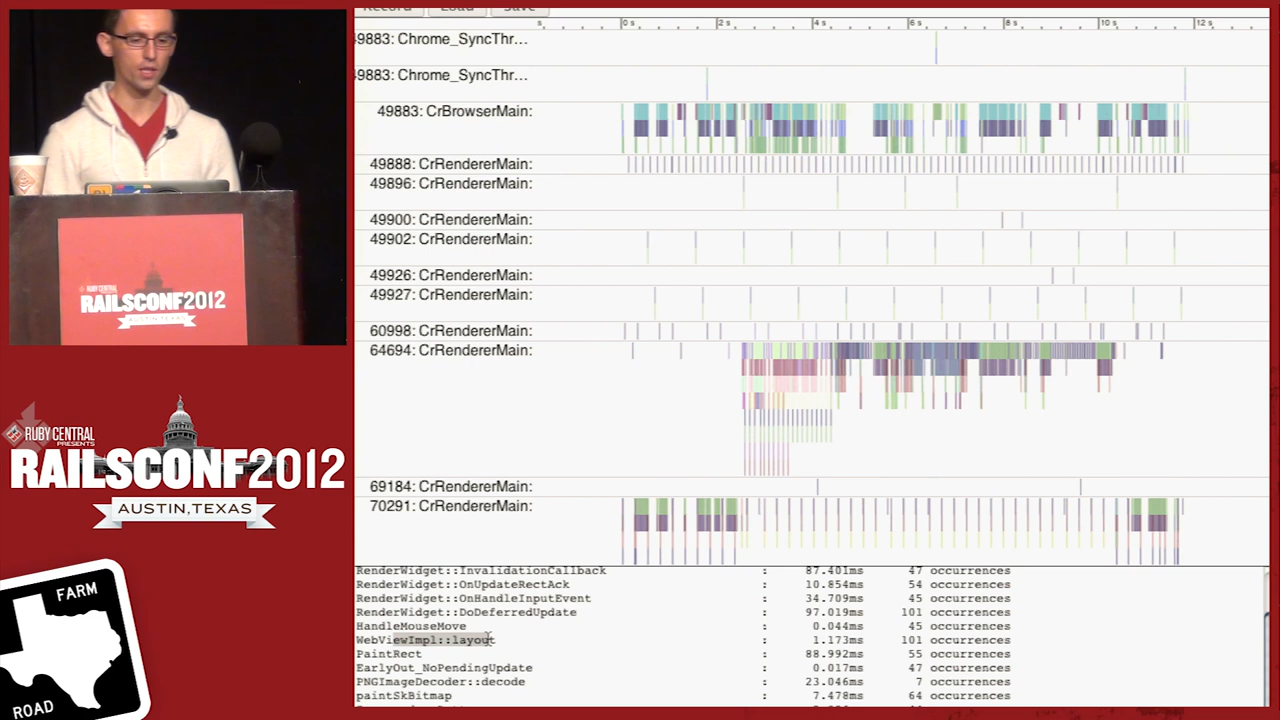 Record Load Save
s 0 s 2 s 4 s 6 s 8 s 10 s 12 s
49883: Chrome_SyncThr...
49883: Chrome_SyncThr...
49883: CrBrowserMain:
49888: CrRendererMain:
49896: CrRendererMain:
49900: CrRendererMain:
49902: CrRendererMain:
49926: CrRendererMain:
49927: CrRendererMain:
60998: CrRendererMain:
64694: CrRendererMain:
69184: CrRendererMain:
70291: CrRendererMain:
RenderWidget::InvalidationCallback : 87.401ms 47 occurrences
RenderWidget::OnUpdateRectAck : 10.854ms 54 occurrences
RenderWidget::OnHandleInputEvent : 34.709ms 45 occurrences
RenderWidget::DoDeferredUpdate : 97.019ms 101 occurrences
HandleMouseMove : 0.044ms 45 occurrences
WebViewImpl::layout : 1.173ms 101 occurrences
PaintRect : 88.992ms 55 occurrences
EarlyOut_NoPendingUpdate : 0.017ms 47 occurrences
PNGImageDecoder::decode : 23.046ms 7 occurrences
paintSkBitmap : 7.478ms 64 occurrences
RUBY CENTRAL
RAILSCONF2012
AUSTIN, TEXAS
RUBY CENTRAL
PRESENTS
RAILSCONF2012
AUSTIN, TEXAS
FARM
ROAD